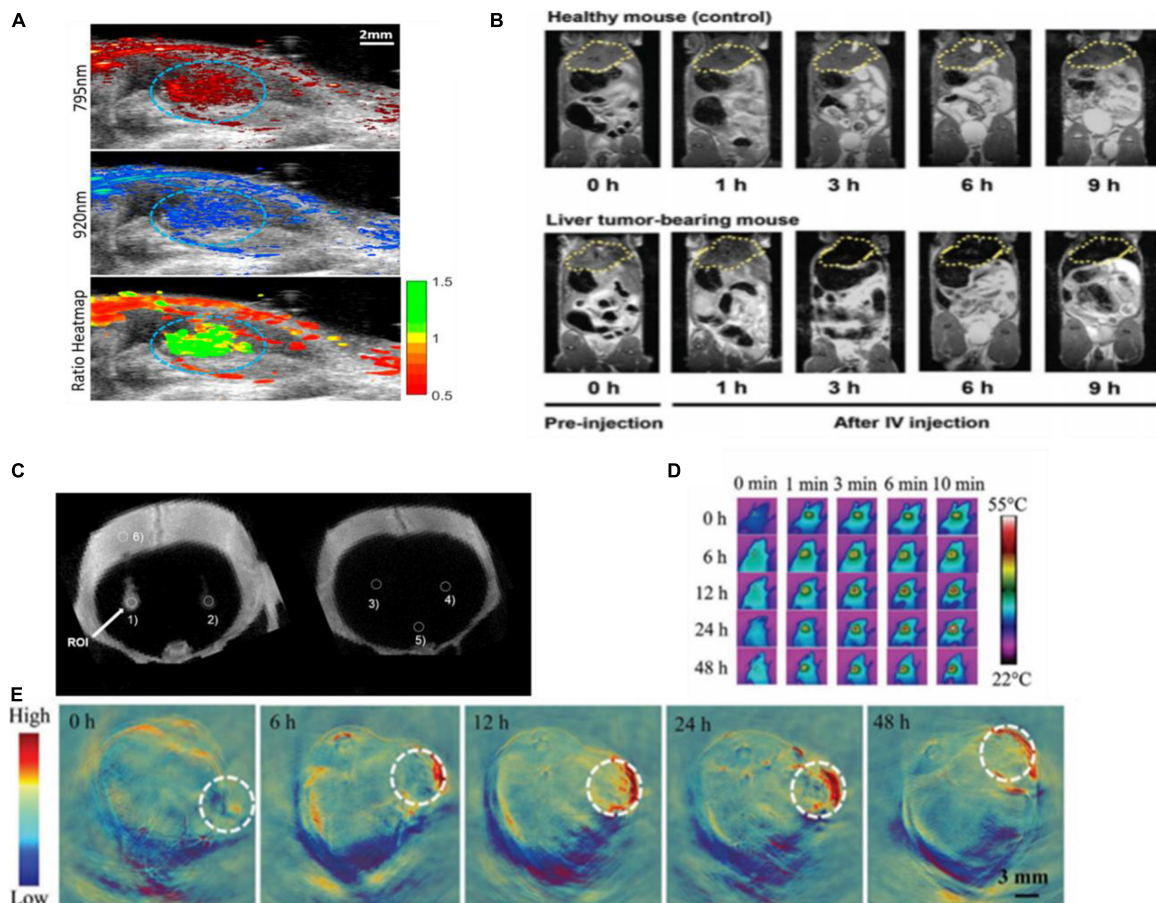 A
2mm
795nm
920nm
Ratio Heatmap
1.5
1
0.5
B
Healthy mouse (control)
0 h 1 h 3 h 6 h 9 h
Liver tumor-bearing mouse
0 h 1 h 3 h 6 h 9 h
Pre-injection After IV injection
C
6)
1)
2)
ROI
3)
4)
5)
D
0 min 1 min 3 min 6 min 10 min
0 h
6 h
12 h
24 h
48 h
55°C
22°C
E
High
Low
0 h 6 h 12 h 24 h 48 h
3 mm